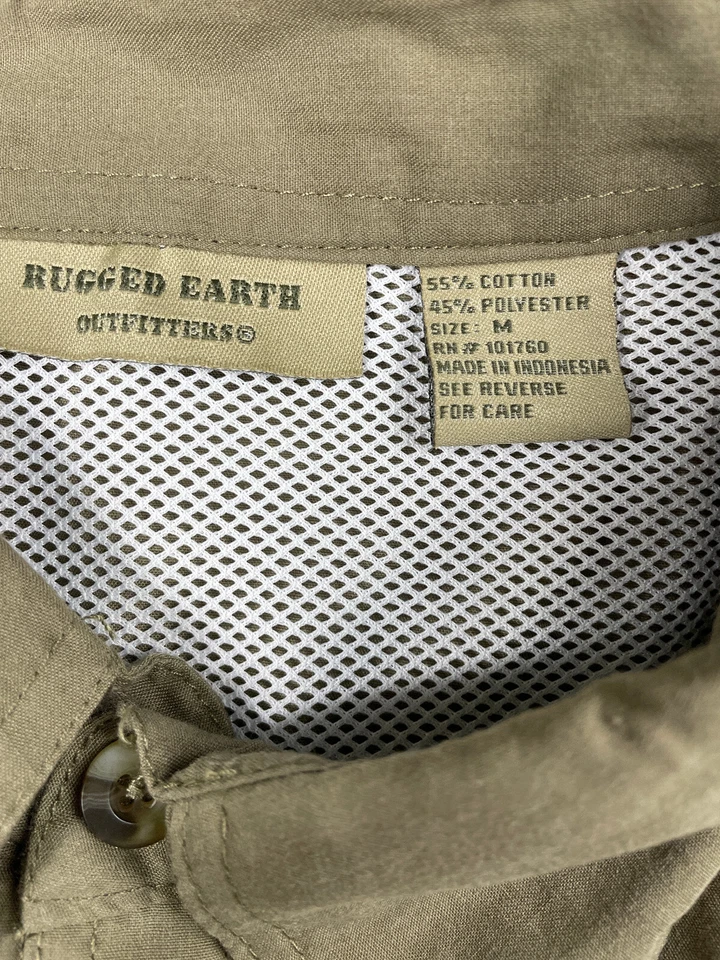 RUGGED EARTH
OUTFITTERS®
55% COTTON
45% POLYESTER
SIZE: M
RN # 101760
MADE IN INDONESIA
SEE REVERSE
FOR CARE